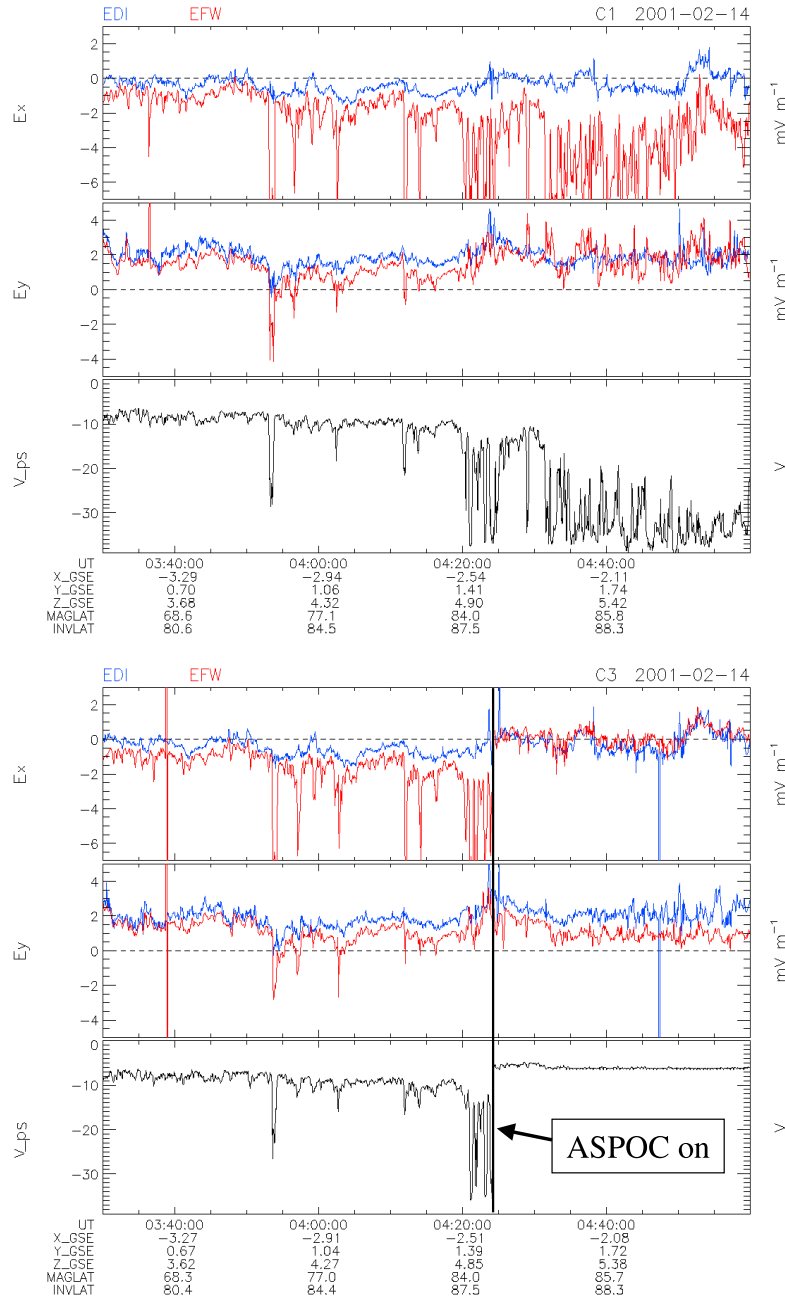 EDI EFW C1 2001-02-14
2
0
-2
-4
-6
Ex
mV m⁻¹
4
2
0
-2
-4
Ey
mV m⁻¹
0
-10
-20
-30
V_ps
V
UT 03:40:00 04:00:00 04:20:00 04:40:00
X_GSE -3.29 -2.94 -2.54 -2.11
Y_GSE 0.70 1.06 1.41 1.74
Z_GSE 3.68 4.32 4.90 5.42
MAGLAT 68.6 77.1 84.0 85.8
INVLAT 80.6 84.5 87.5 88.3
EDI EFW C3 2001-02-14
2
0
-2
-4
-6
Ex
mV m⁻¹
4
2
0
-2
-4
Ey
mV m⁻¹
0
-10
-20
-30
V_ps
V
ASPOC on
UT 03:40:00 04:00:00 04:20:00 04:40:00
X_GSE -3.27 -2.91 -2.51 -2.08
Y_GSE 0.67 1.04 1.39 1.72
Z_GSE 3.62 4.27 4.85 5.38
MAGLAT 68.3 77.0 84.0 85.7
INVLAT 80.4 84.4 87.5 88.3